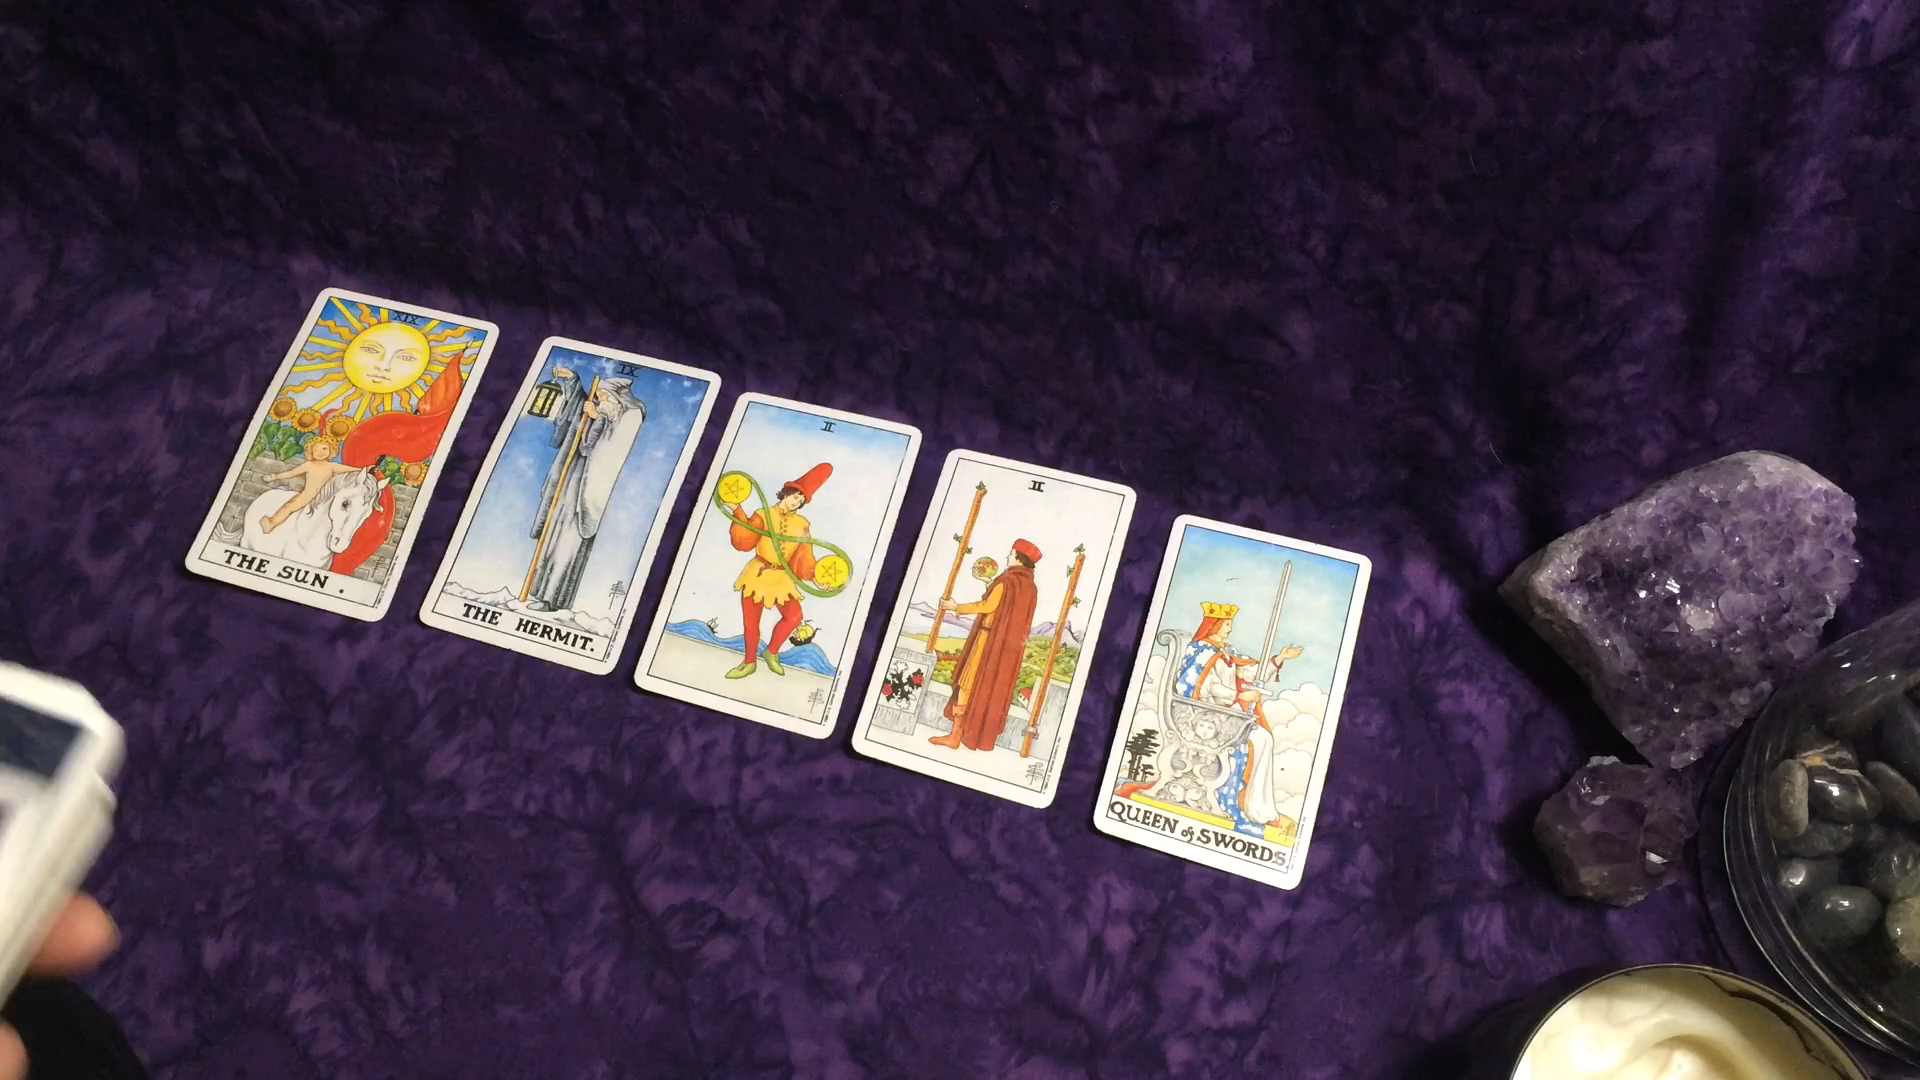 XIX
THE SUN .
IX
THE HERMIT.
II
II
QUEEN of SWORDS.